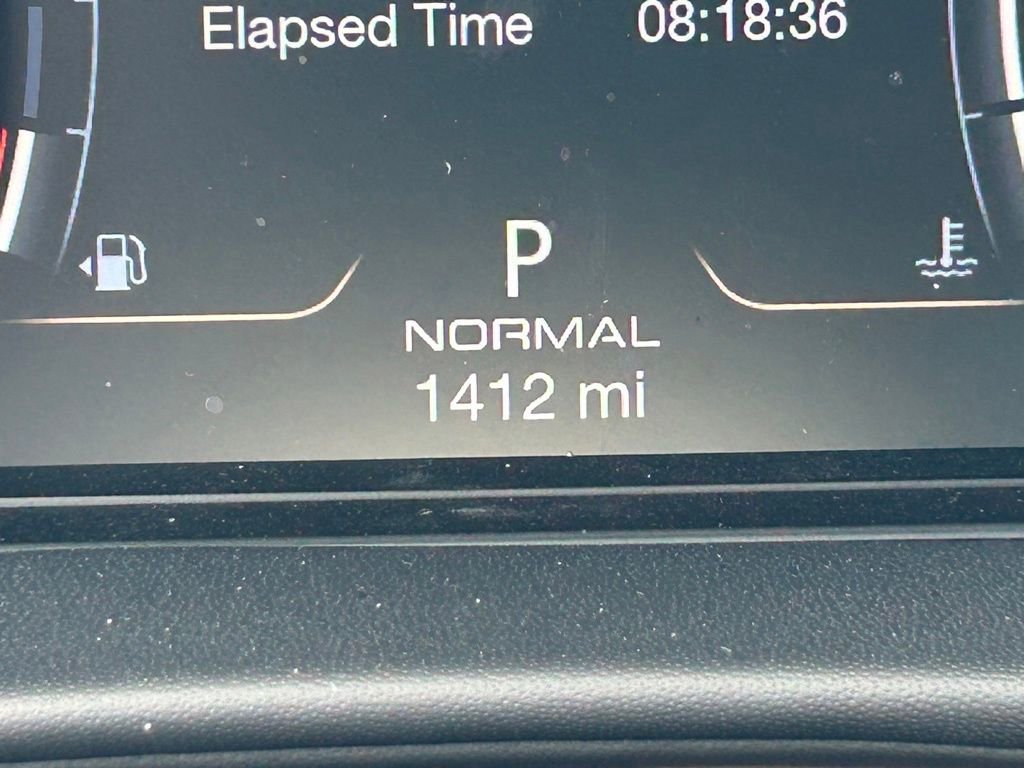 Elapsed Time 08:18:36
P
NORMAL
1412 mi